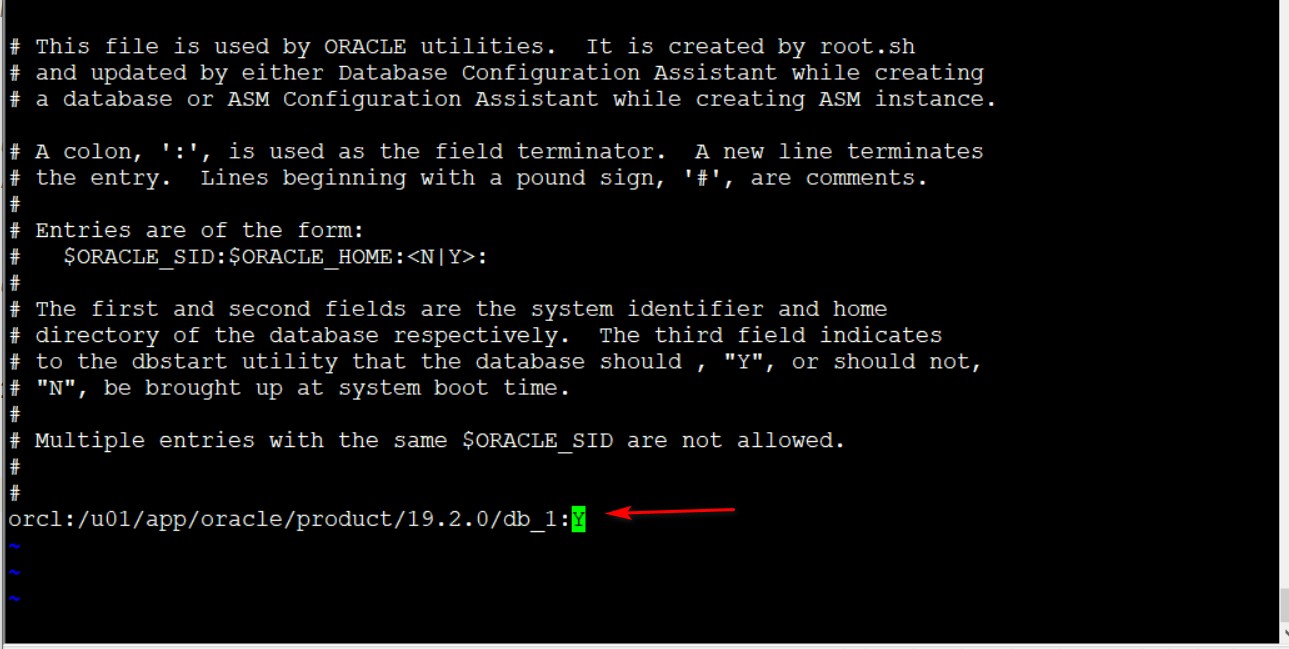 # This file is used by ORACLE utilities.  It is created by root.sh
# and updated by either Database Configuration Assistant while creating
# a database or ASM Configuration Assistant while creating ASM instance.
# A colon, ':', is used as the field terminator.  A new line terminates
# the entry.  Lines beginning with a pound sign, '#', are comments.
#
# Entries are of the form:
#   $ORACLE_SID:$ORACLE_HOME:<N|Y>:
#
# The first and second fields are the system identifier and home
# directory of the database respectively.  The third field indicates
# to the dbstart utility that the database should , "Y", or should not,
# "N", be brought up at system boot time.
#
# Multiple entries with the same $ORACLE_SID are not allowed.
#
#
orcl:/u01/app/oracle/product/19.2.0/db_1:Y
~
~
~